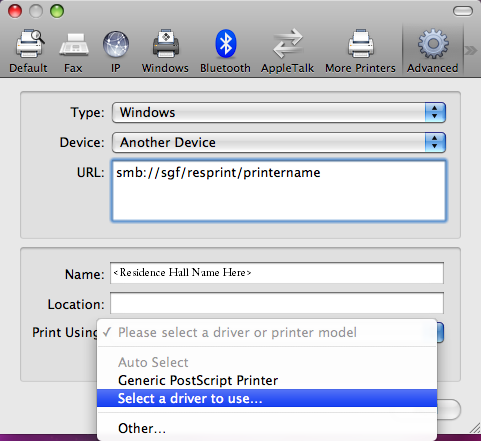 Default Fax IP Windows Bluetooth AppleTalk More Printers Advanced »
Type: Windows
Device: Another Device
URL: smb://sgf/resprint/printername
Name: <Residence Hall Name Here>
Location:
Print Using ✓ Please select a driver or printer model
Auto Select
Generic PostScript Printer
Select a driver to use...
Other...